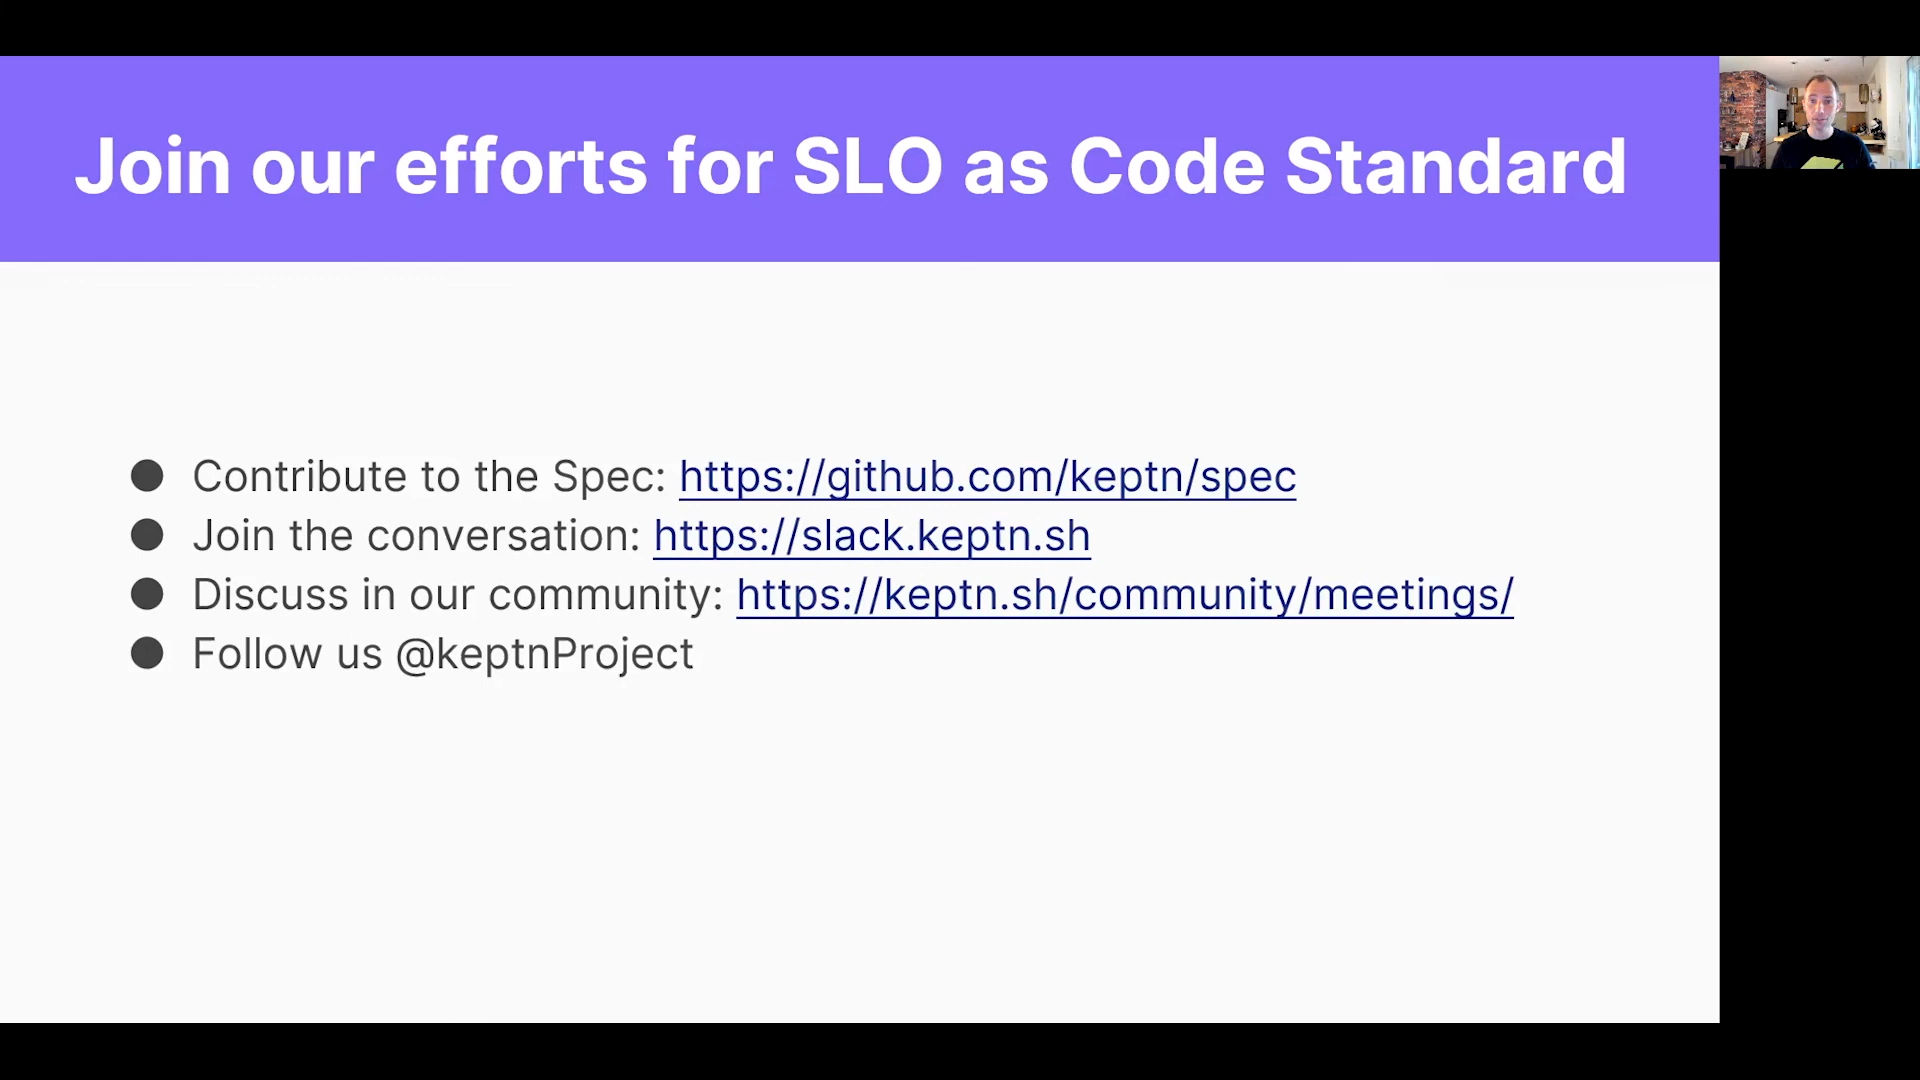 Join our efforts for SLO as Code Standard
● Contribute to the Spec: https://github.com/keptn/spec
● Join the conversation: https://slack.keptn.sh
● Discuss in our community: https://keptn.sh/community/meetings/
● Follow us @keptnProject